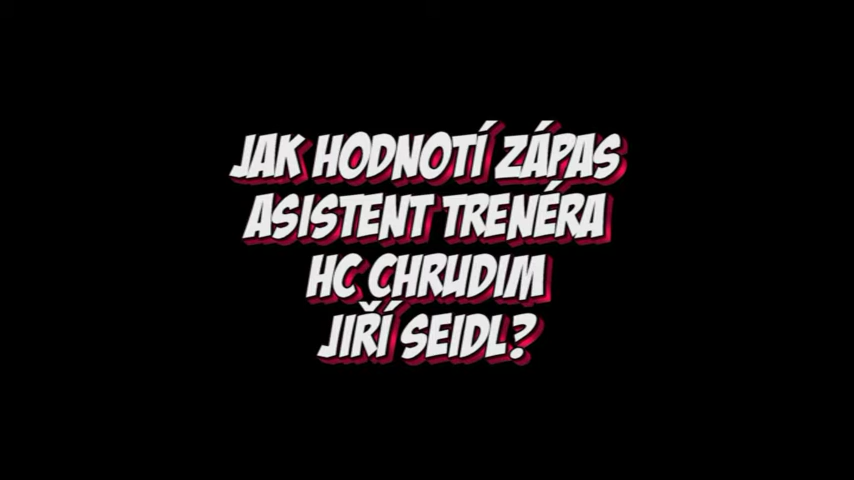 JAK HODNOTÍ ZÁPAS
ASISTENT TRENÉRA
HC CHRUDIM
JIŘÍ SEIDL?